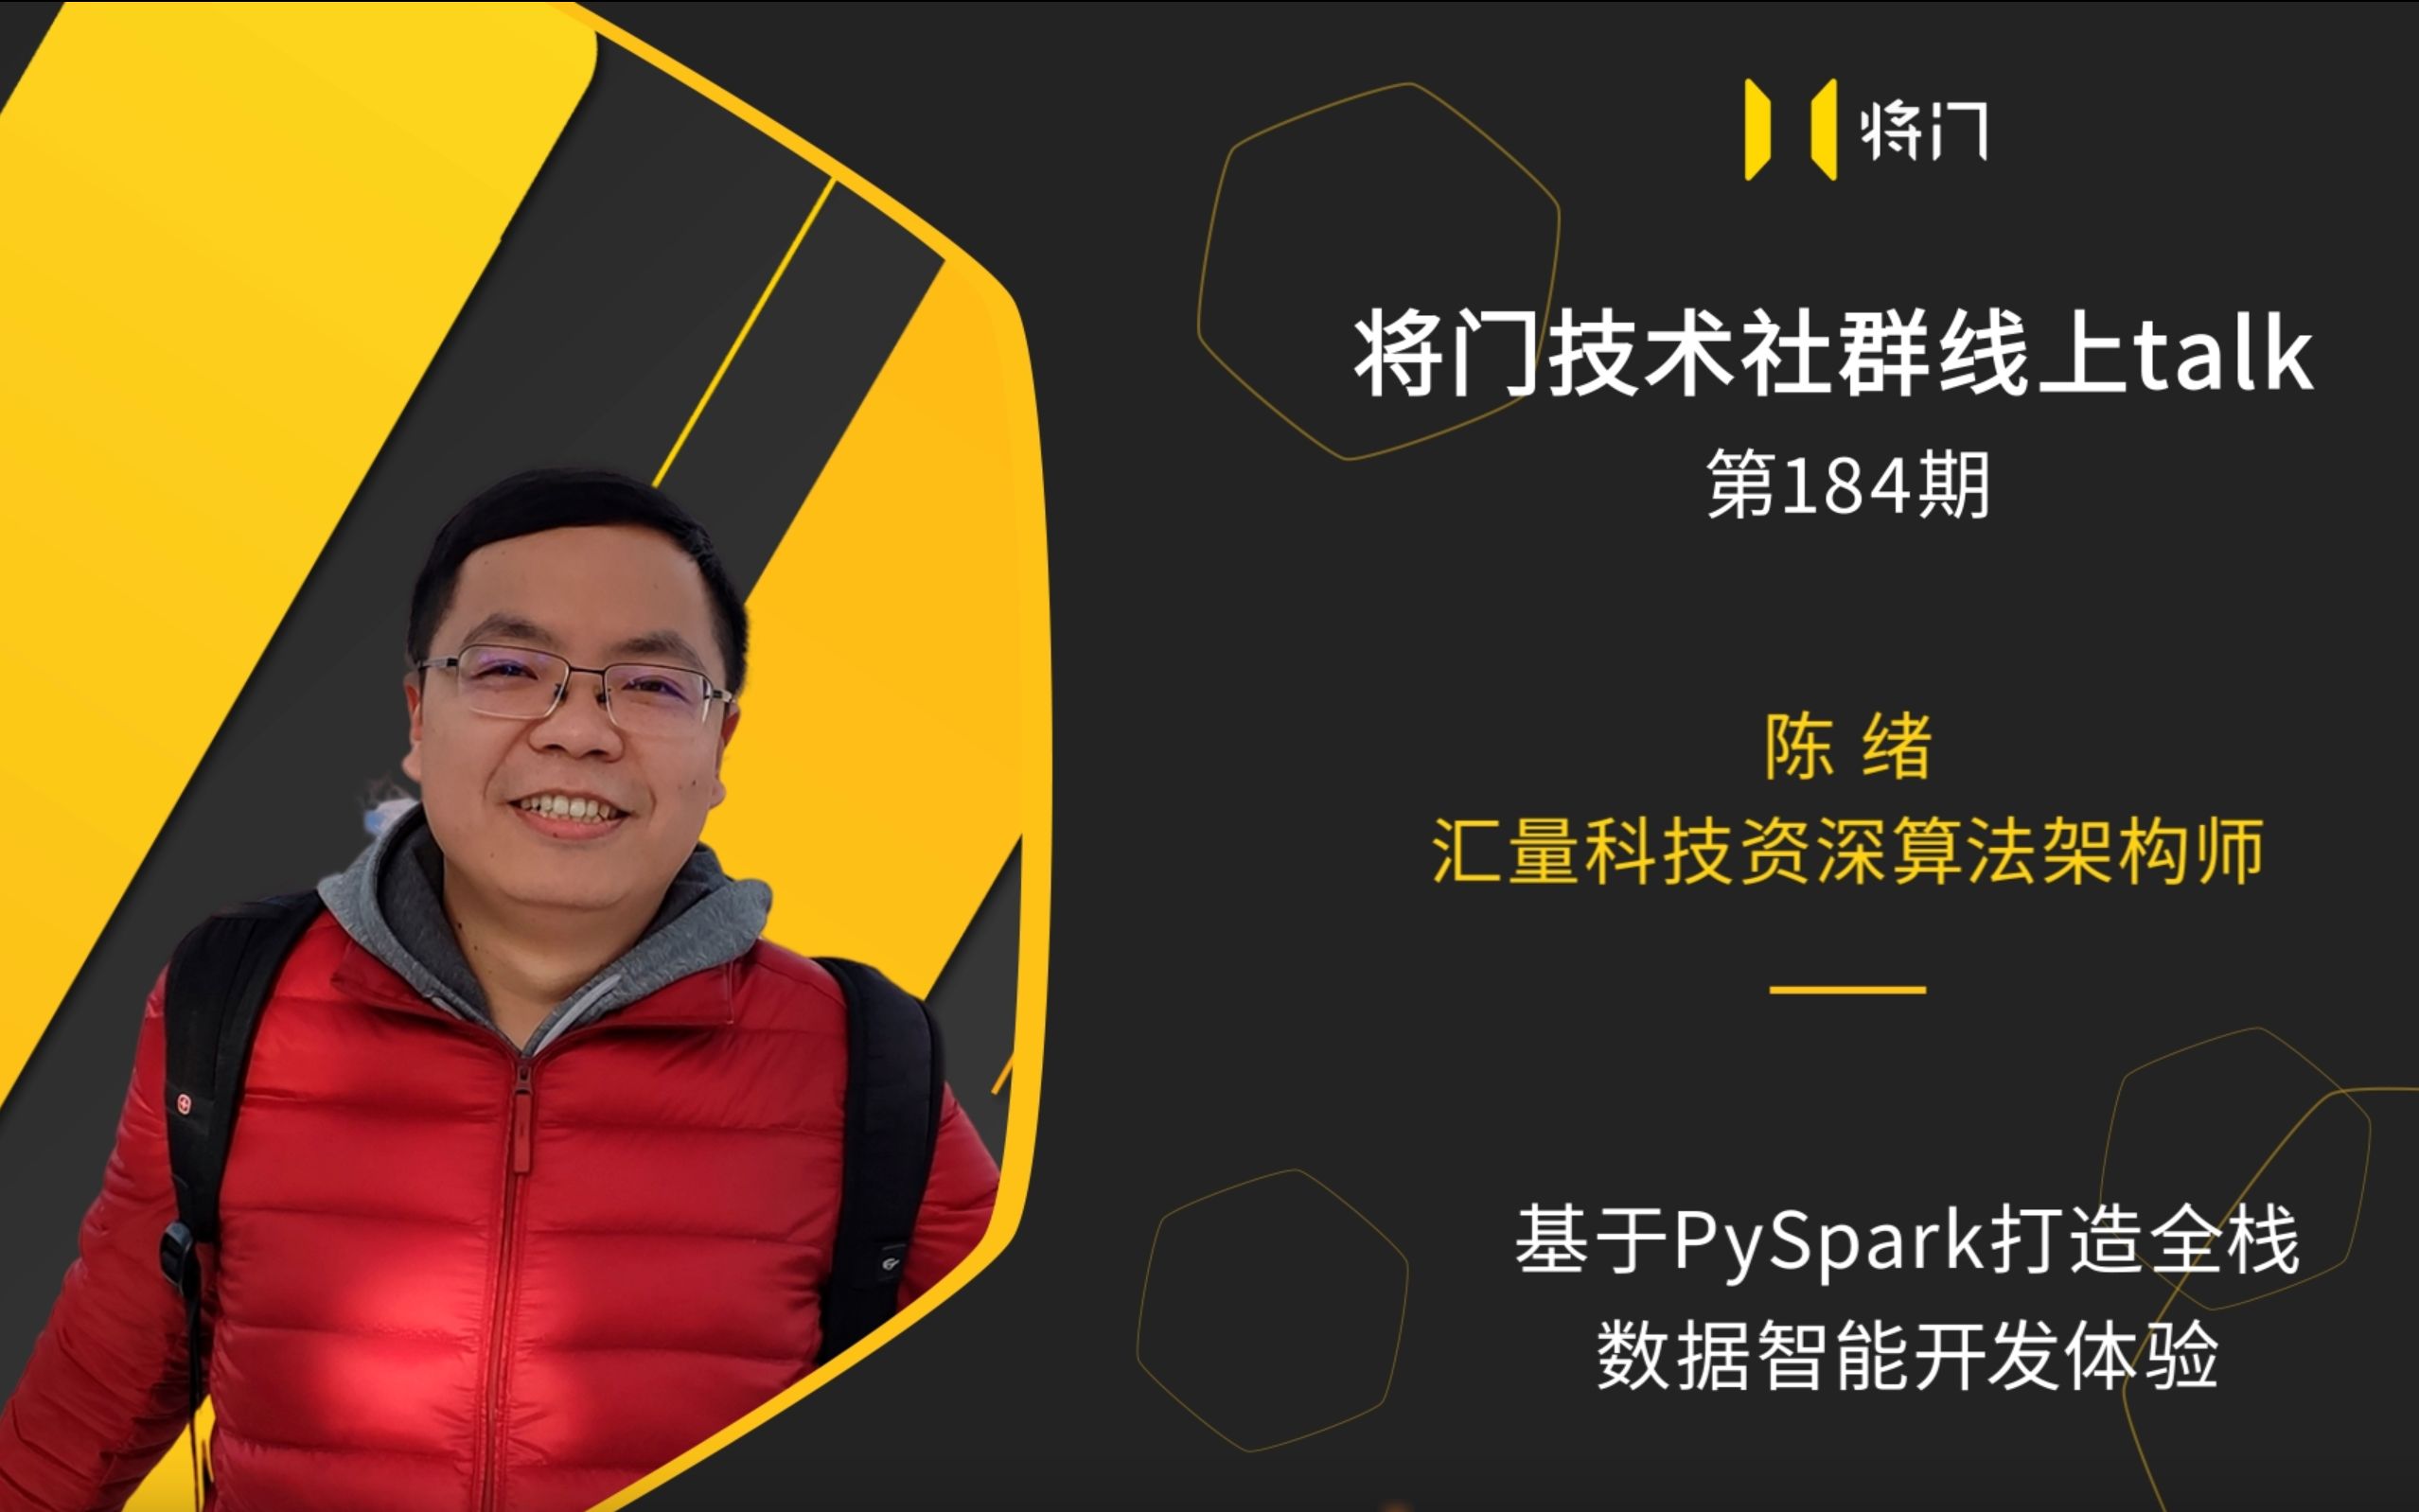 将门
将门技术社群线上talk
第184期
陈 绪
汇量科技资深算法架构师
基于PySpark打造全栈
数据智能开发体验